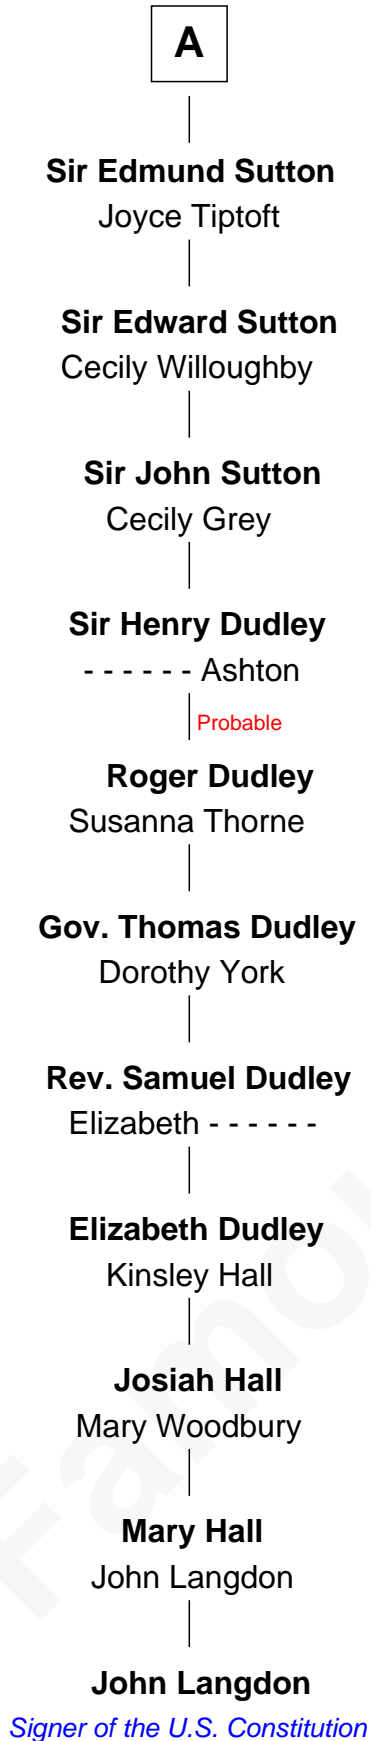 A
Sir Edmund Sutton
Joyce Tiptoft
Sir Edward Sutton
Cecily Willoughby
Sir John Sutton
Cecily Grey
Sir Henry Dudley
- - - - - - Ashton
Probable
Roger Dudley
Susanna Thorne
Gov. Thomas Dudley
Dorothy York
Rev. Samuel Dudley
Elizabeth - - - - - -
Elizabeth Dudley
Kinsley Hall
Josiah Hall
Mary Woodbury
Mary Hall
John Langdon
John Langdon
Signer of the U.S. Constitution
Famou